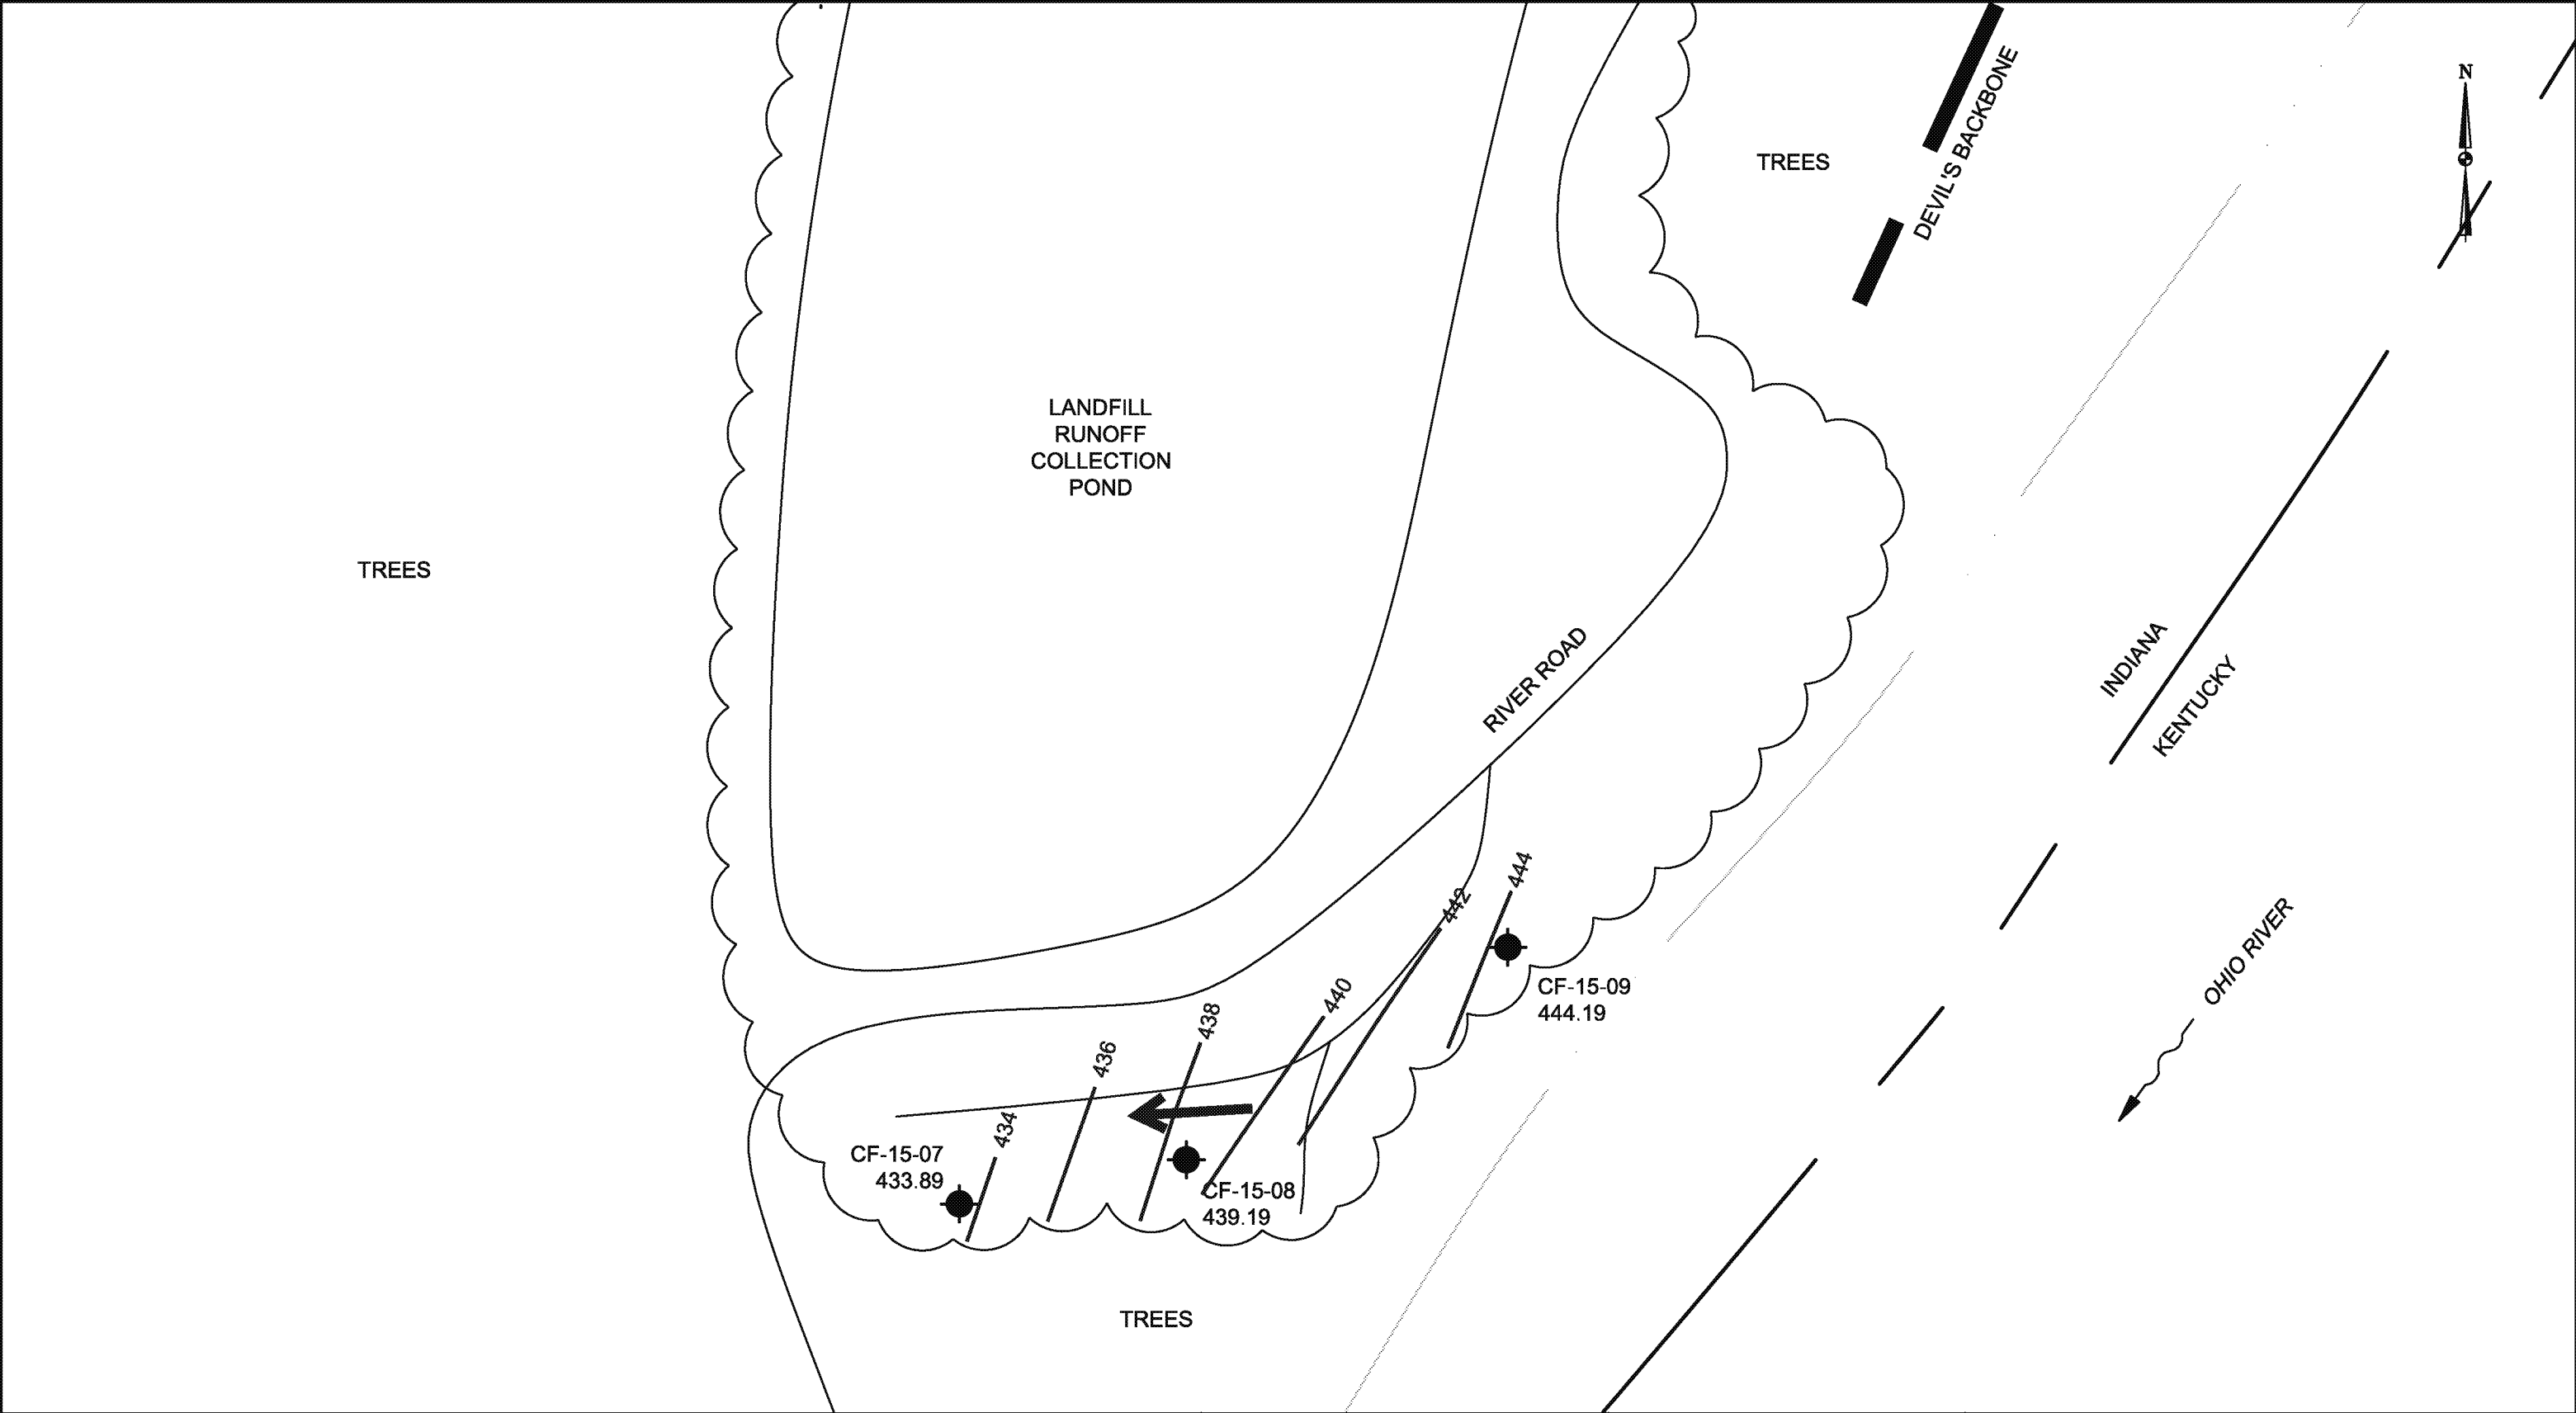 N
DEVIL'S BACKBONE
TREES
LANDFILL
RUNOFF
COLLECTION
POND
TREES
RIVER ROAD
INDIANA
KENTUCKY
OHIO RIVER
444
442
440
438
436
434
CF-15-09
444.19
CF-15-07
433.89
CF-15-08
439.19
TREES